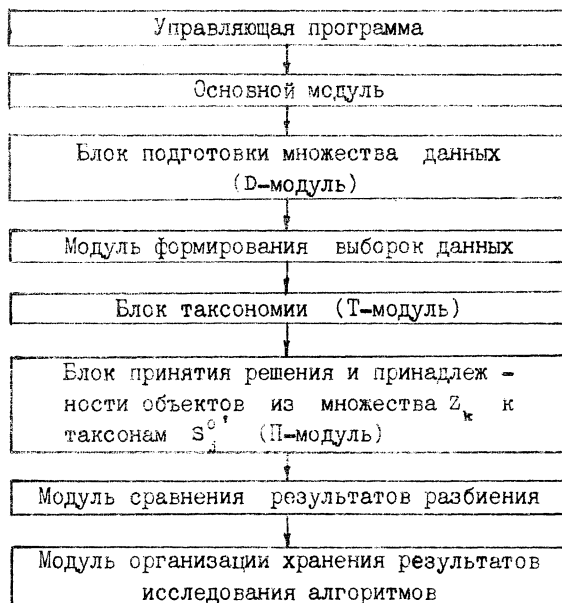 Управляющая программа
Основной модуль
Блок подготовки множества данных
(D-модуль)
Модуль формирования выборок данных
Блок таксономии (Т-модуль)
Блок принятия решения и принадлеж -
ности объектов из множества Z_k к
таксонам S_j^{o'} (П-модуль)
Модуль сравнения результатов разбиения
Модуль организации хранения результатов
исследования алгоритмов